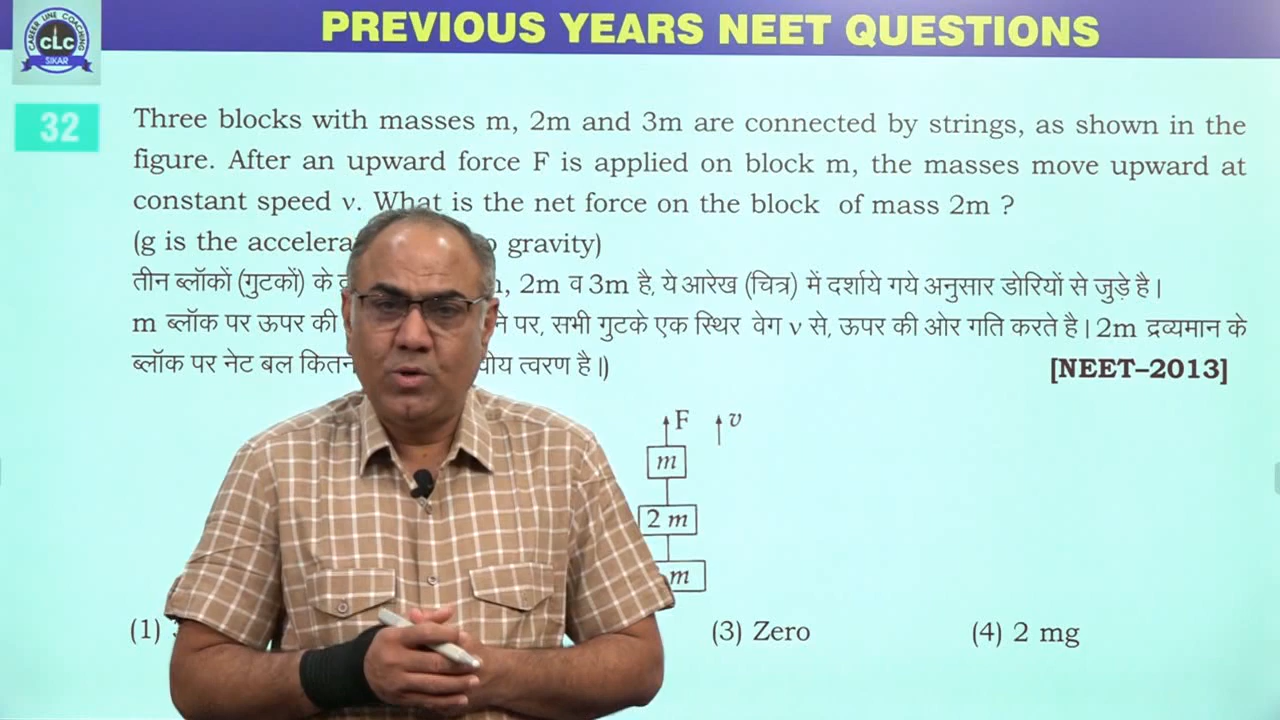 PREVIOUS YEARS NEET QUESTIONS
CAREER LINE COACHING
CLC
SIKAR
32
Three blocks with masses m, 2m and 3m are connected by strings, as shown in the
figure. After an upward force F is applied on block m, the masses move upward at
constant speed v. What is the net force on the block of mass 2m ?
(g is the gravity)
तीन ब्लॉकों (गुटकों) के , 2m व 3m है, ये आरेख (चित्र) में दर्शाये गये अनुसार डोरियों से जुड़े है।
m ब्लॉक पर ऊपर की पर, सभी गुटके एक स्थिर वेग v से, ऊपर की ओर गति करते है। 2m द्रव्यमान के
ब्लॉक पर नेट बल त्वरण है।)
[NEET–2013]
F v
m
2 m
m
(1) (3) Zero (4) 2 mg